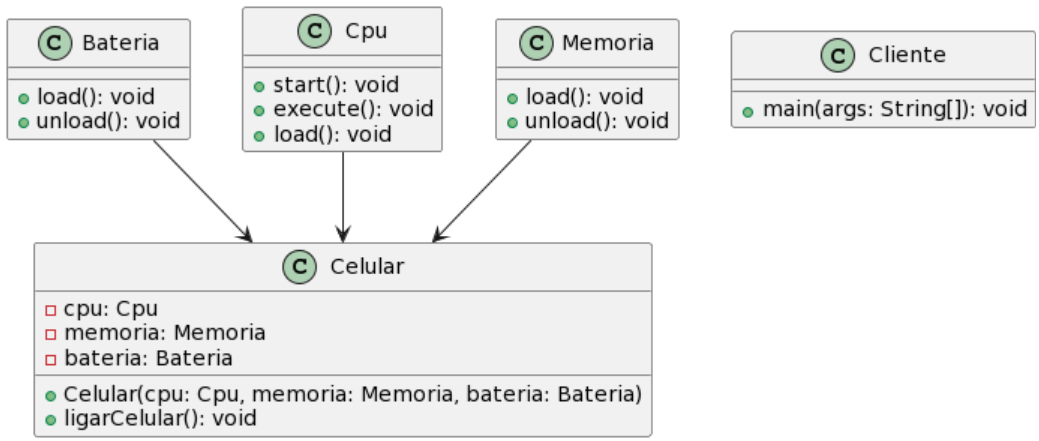 C Bateria
load(): void
unload(): void
C Cpu
start(): void
execute(): void
load(): void
C Memoria
load(): void
unload(): void
C Cliente
main(args: String[]): void
C Celular
cpu: Cpu
memoria: Memoria
bateria: Bateria
Celular(cpu: Cpu, memoria: Memoria, bateria: Bateria)
ligarCelular(): void